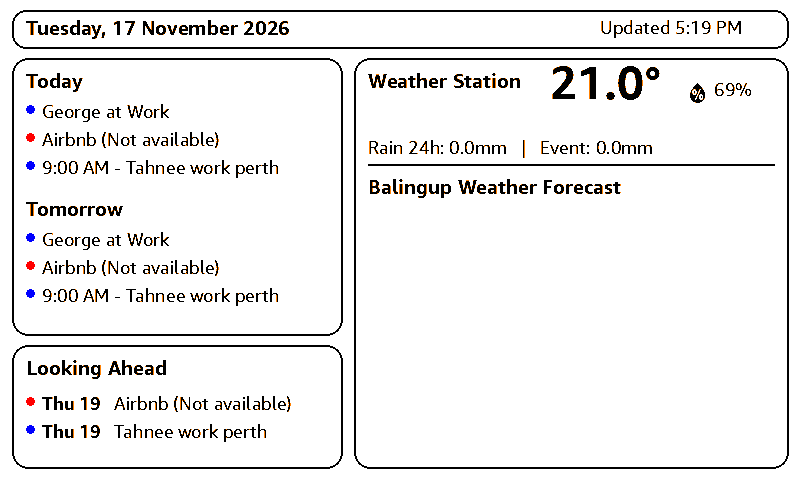 Tuesday, 17 November 2026
Updated 5:19 PM
Today
George at Work
Airbnb (Not available)
9:00 AM - Tahnee work perth
Tomorrow
George at Work
Airbnb (Not available)
9:00 AM - Tahnee work perth
Looking Ahead
Thu 19 Airbnb (Not available)
Thu 19 Tahnee work perth
Weather Station 21.0° % 69%
Rain 24h: 0.0mm | Event: 0.0mm
Balingup Weather Forecast